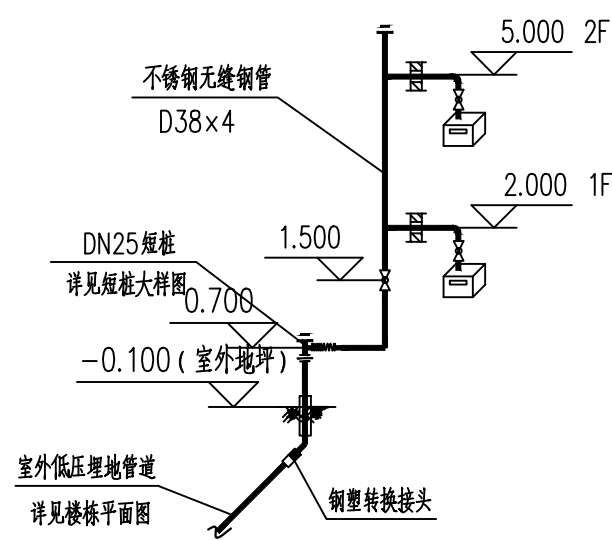 5.000 2F
不锈钢无缝钢管
D38×4
2.000 1F
1.500
DN25短桩
详见短桩大样图
0.700
-0.100(室外地坪)
室外低压埋地管道
详见楼栋平面图
钢塑转换接头